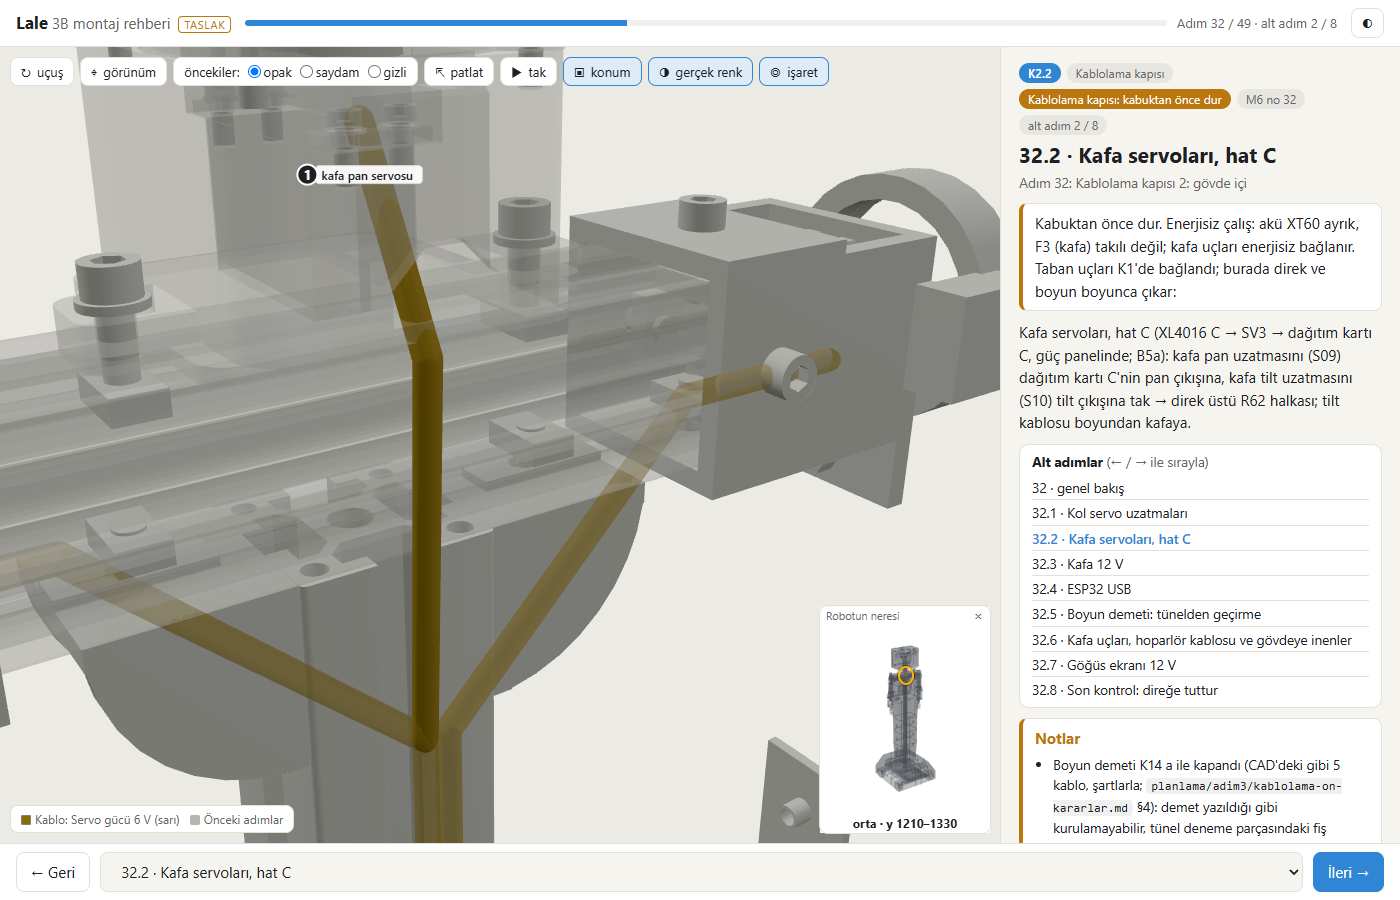 Lale 3B montaj rehberi TASLAK
Adım 32 / 49 · alt adım 2 / 8
↻ uçuş
⌖ görünüm
öncekiler: opak saydam gizli
↸ patlat
▶ tak
▣ konum
◑ gerçek renk
◎ işaret
1 kafa pan servosu
Robotun neresi ×
orta · y 1210–1330
Kablo: Servo gücü 6 V (sarı) Önceki adımlar
K2.2 Kablolama kapısı
Kablolama kapısı: kabuktan önce dur M6 no 32
alt adım 2 / 8
32.2 · Kafa servoları, hat C
Adım 32: Kablolama kapısı 2: gövde içi
Kabuktan önce dur. Enerjisiz çalış: akü XT60 ayrık,
F3 (kafa) takılı değil; kafa uçları enerjisiz bağlanır.
Taban uçları K1'de bağlandı; burada direk ve
boyun boyunca çıkar:
Kafa servoları, hat C (XL4016 C → SV3 → dağıtım kartı
C, güç panelinde; B5a): kafa pan uzatmasını (S09)
dağıtım kartı C'nin pan çıkışına, kafa tilt uzatmasını
(S10) tilt çıkışına tak → direk üstü R62 halkası; tilt
kablosu boyundan kafaya.
Alt adımlar (← / → ile sırayla)
32 · genel bakış
32.1 · Kol servo uzatmaları
32.2 · Kafa servoları, hat C
32.3 · Kafa 12 V
32.4 · ESP32 USB
32.5 · Boyun demeti: tünelden geçirme
32.6 · Kafa uçları, hoparlör kablosu ve gövdeye inenler
32.7 · Göğüs ekranı 12 V
32.8 · Son kontrol: direğe tuttur
Notlar
• Boyun demeti K14 a ile kapandı (CAD'deki gibi 5
kablo, şartlarla; planlama/adim3/kablolama-on-
kararlar.md §4): demet yazıldığı gibi
kurulamayabilir, tünel deneme parçasındaki fiş
← Geri
32.2 · Kafa servoları, hat C
İleri →